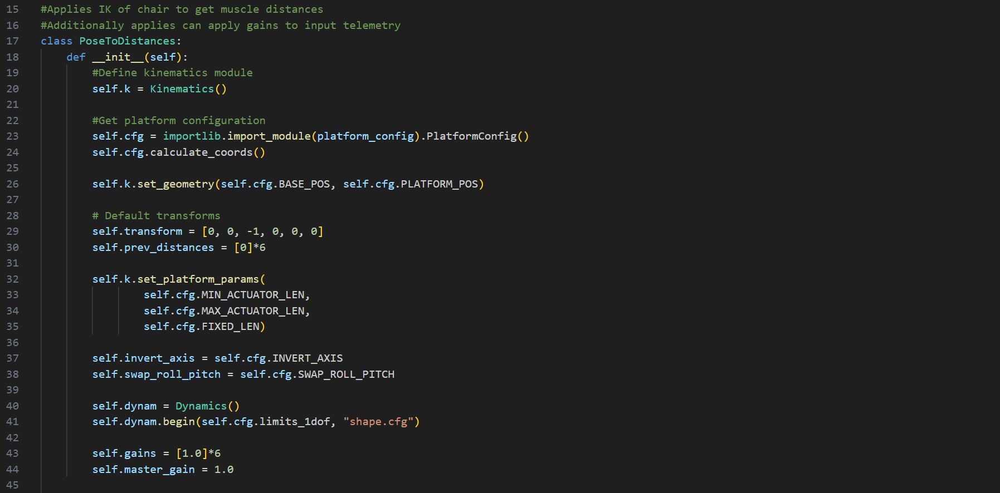 15 #Applies IK of chair to get muscle distances
16 #Additionally applies can apply gains to input telemetry
17 class PoseToDistances:
18     def __init__(self):
19         #Define kinematics module
20         self.k = Kinematics()
21
22         #Get platform configuration
23         self.cfg = importlib.import_module(platform_config).PlatformConfig()
24         self.cfg.calculate_coords()
25
26         self.k.set_geometry(self.cfg.BASE_POS, self.cfg.PLATFORM_POS)
27
28         # Default transforms
29         self.transform = [0, 0, -1, 0, 0, 0]
30         self.prev_distances = [0]*6
31
32         self.k.set_platform_params(
33                 self.cfg.MIN_ACTUATOR_LEN,
34                 self.cfg.MAX_ACTUATOR_LEN,
35                 self.cfg.FIXED_LEN)
36
37         self.invert_axis = self.cfg.INVERT_AXIS
38         self.swap_roll_pitch = self.cfg.SWAP_ROLL_PITCH
39
40         self.dynam = Dynamics()
41         self.dynam.begin(self.cfg.limits_1dof, "shape.cfg")
42
43         self.gains = [1.0]*6
44         self.master_gain = 1.0
45